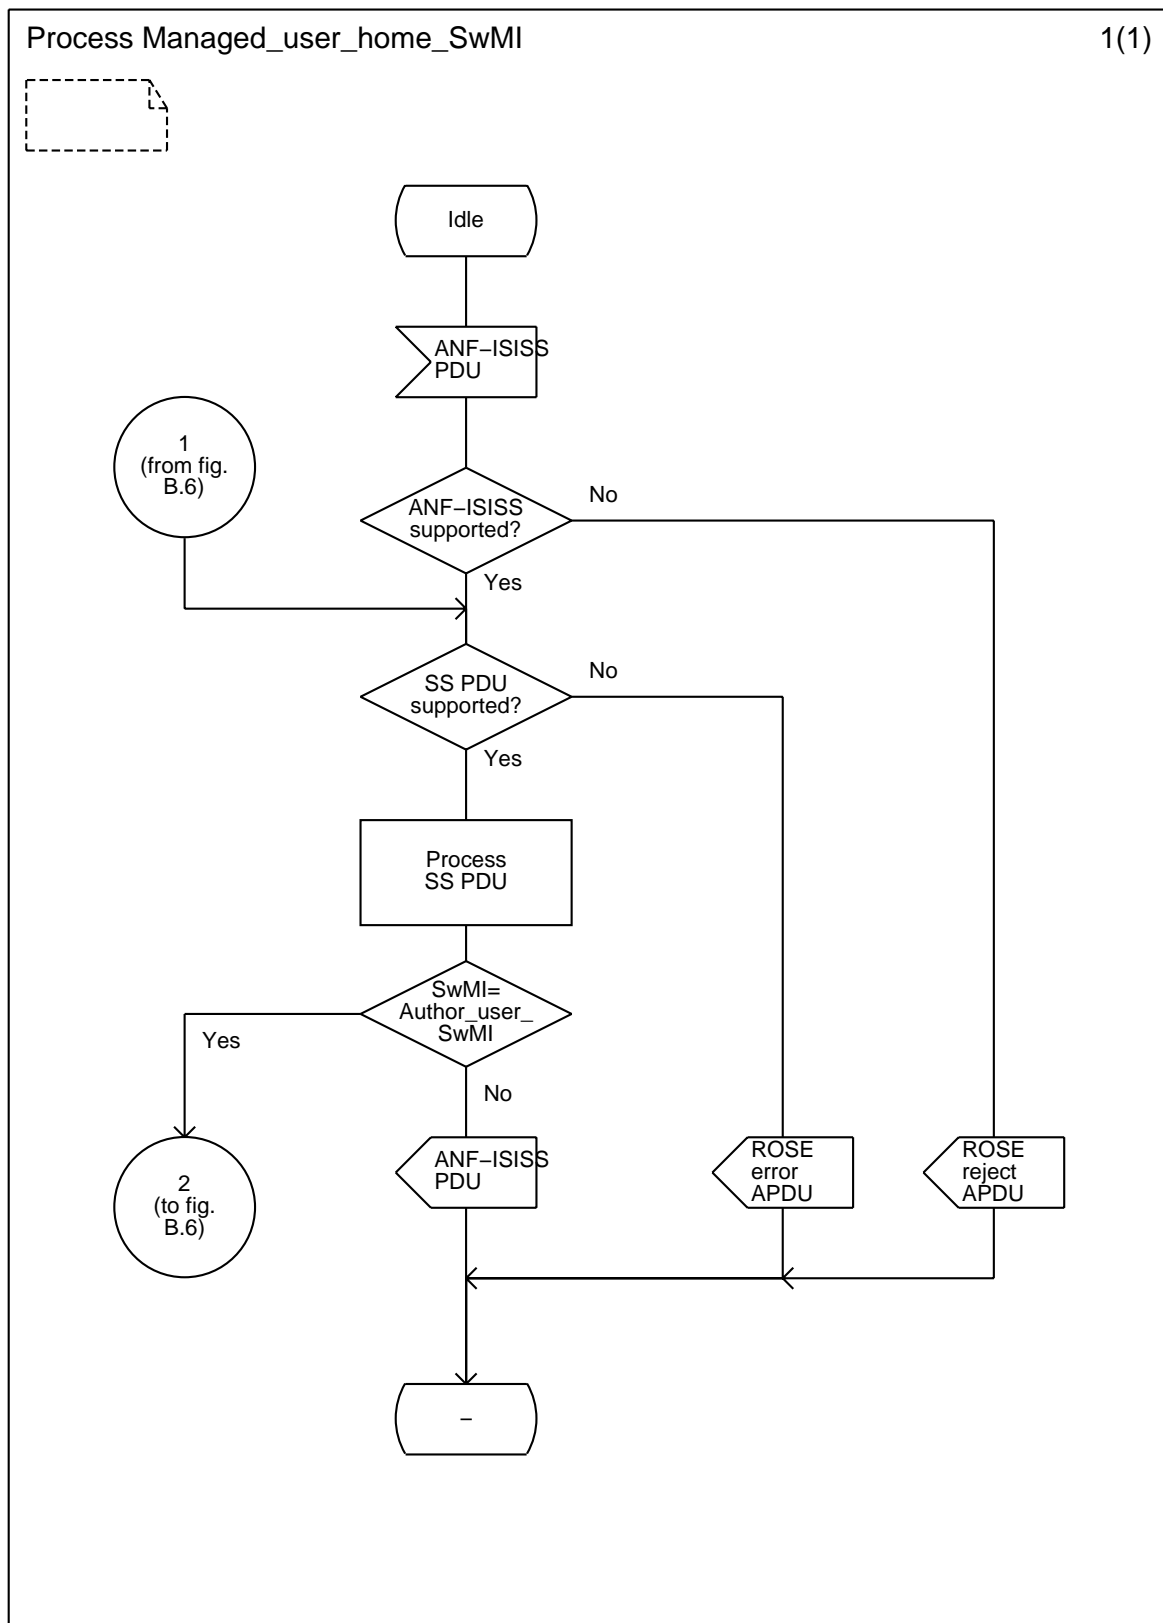 Process Managed_user_home_SwMI
1(1)
Idle
ANF–ISISS
PDU
1
(from fig.
B.6)
ANF–ISISS
supported?
No
Yes
SS PDU
supported?
No
Yes
Process
SS PDU
SwMI=
Author_user_
SwMI
Yes
No
2
(to fig.
B.6)
ANF–ISISS
PDU
ROSE
error
APDU
ROSE
reject
APDU
–